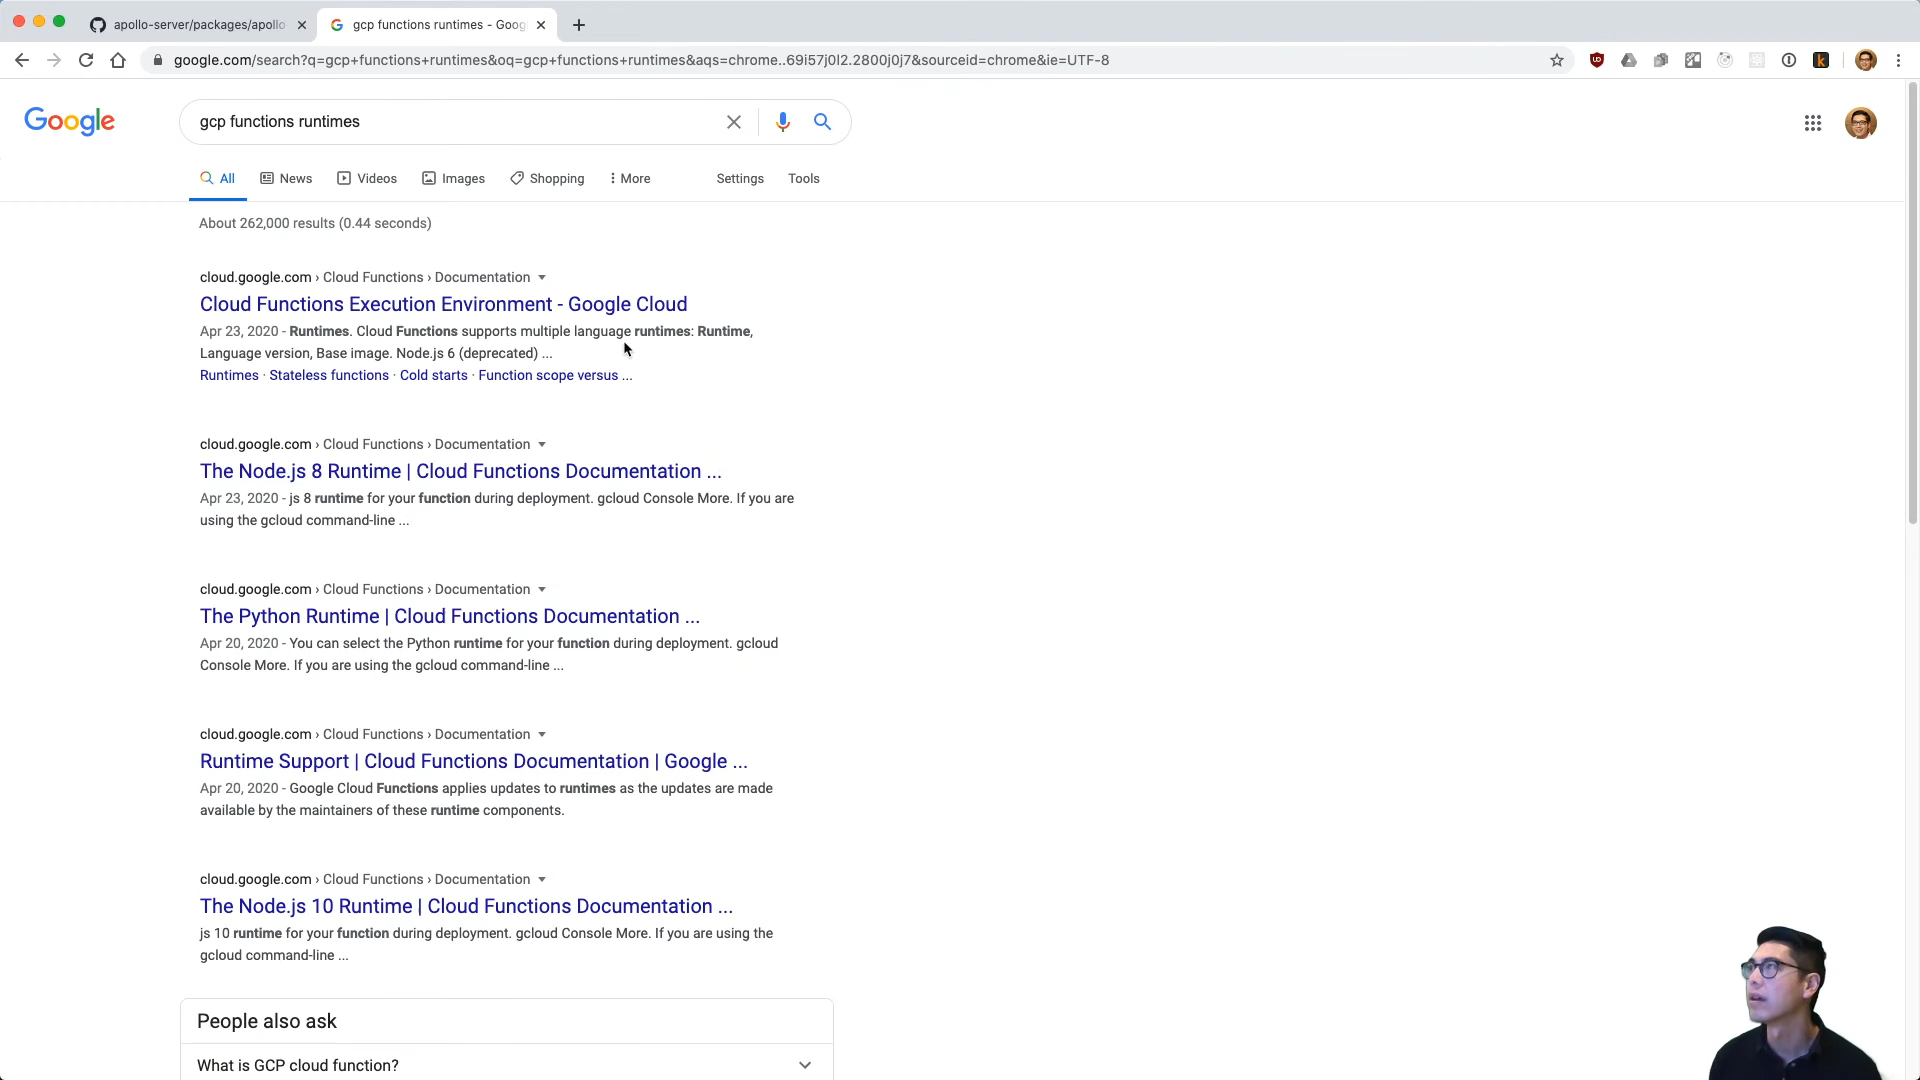 apollo-server/packages/apollo
gcp functions runtimes - Goog
google.com/search?q=gcp+functions+runtimes&oq=gcp+functions+runtimes&aqs=chrome..69i57j0l2.2800j0j7&sourceid=chrome&ie=UTF-8
Google
gcp functions runtimes
All
News
Videos
Images
Shopping
More
Settings
Tools
About 262,000 results (0.44 seconds)
cloud.google.com › Cloud Functions › Documentation
Cloud Functions Execution Environment - Google Cloud
Apr 23, 2020 - Runtimes. Cloud Functions supports multiple language runtimes: Runtime,
Language version, Base image. Node.js 6 (deprecated) ...
Runtimes · Stateless functions · Cold starts · Function scope versus ...
cloud.google.com › Cloud Functions › Documentation
The Node.js 8 Runtime | Cloud Functions Documentation ...
Apr 23, 2020 - js 8 runtime for your function during deployment. gcloud Console More. If you are
using the gcloud command-line ...
cloud.google.com › Cloud Functions › Documentation
The Python Runtime | Cloud Functions Documentation ...
Apr 20, 2020 - You can select the Python runtime for your function during deployment. gcloud
Console More. If you are using the gcloud command-line ...
cloud.google.com › Cloud Functions › Documentation
Runtime Support | Cloud Functions Documentation | Google ...
Apr 20, 2020 - Google Cloud Functions applies updates to runtimes as the updates are made
available by the maintainers of these runtime components.
cloud.google.com › Cloud Functions › Documentation
The Node.js 10 Runtime | Cloud Functions Documentation ...
js 10 runtime for your function during deployment. gcloud Console More. If you are using the
gcloud command-line ...
People also ask
What is GCP cloud function?